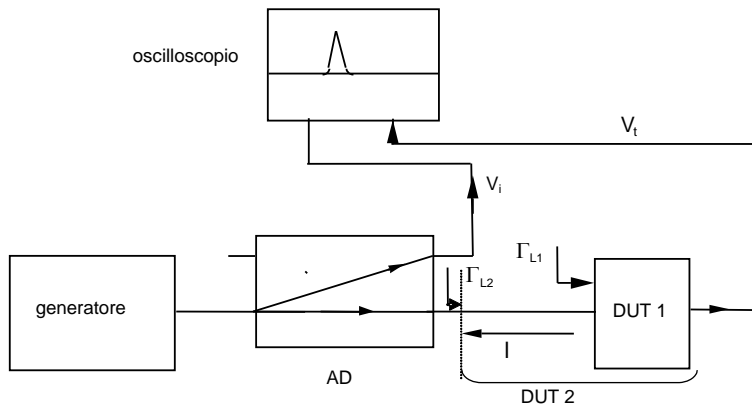 oscilloscopio
V_t
V_i
Γ_L1
Γ_L2
generatore
DUT 1
l
AD
DUT 2